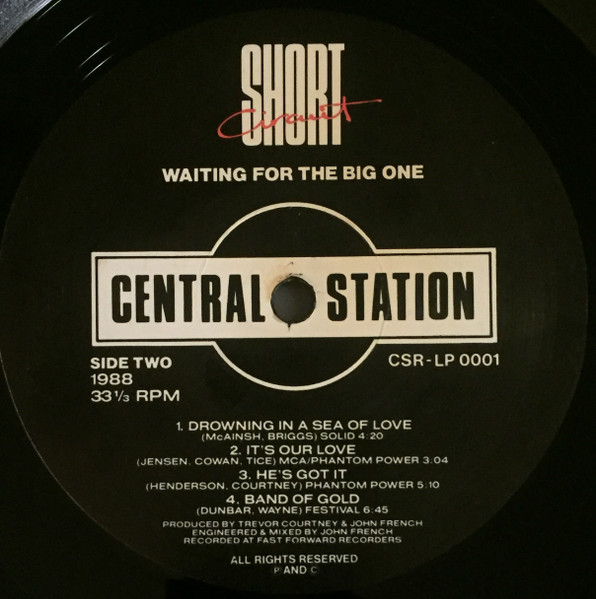 SHORT
Circuit
WAITING FOR THE BIG ONE
CENTRAL STATION
SIDE TWO
1988
33⅓ RPM
CSR-LP 0001
1. DROWNING IN A SEA OF LOVE
(McAINSH, BRIGGS) SOLID 4:20
2. IT'S OUR LOVE
(JENSEN, COWAN, TICE) MCA/PHANTOM POWER 3:04
3. HE'S GOT IT
(HENDERSON, COURTNEY) PHANTOM POWER 5:10
4. BAND OF GOLD
(DUNBAR, WAYNE) FESTIVAL 6:45
PRODUCED BY TREVOR COURTNEY & JOHN FRENCH
ENGINEERED & MIXED BY JOHN FRENCH
RECORDED AT FAST FORWARD RECORDERS
ALL RIGHTS RESERVED
P AND C